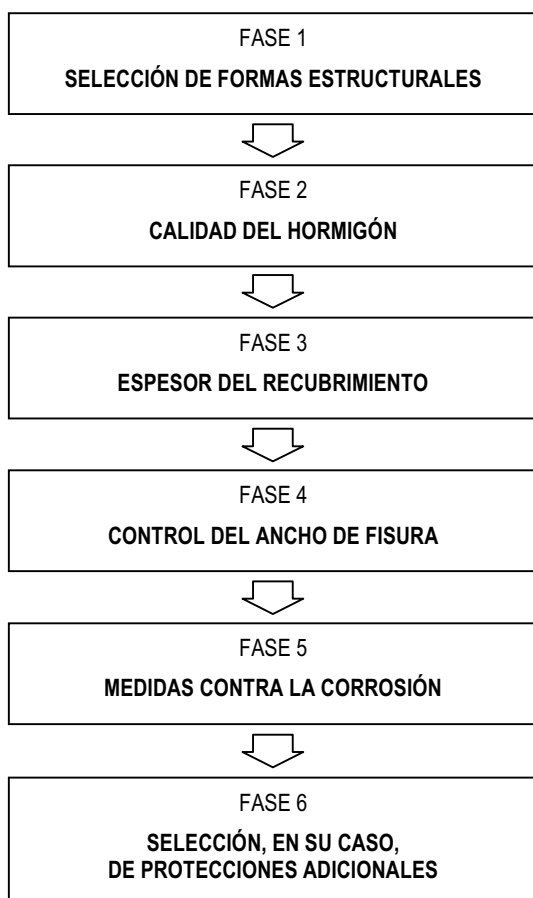 FASE 1
SELECCIÓN DE FORMAS ESTRUCTURALES
FASE 2
CALIDAD DEL HORMIGÓN
FASE 3
ESPESOR DEL RECUBRIMIENTO
FASE 4
CONTROL DEL ANCHO DE FISURA
FASE 5
MEDIDAS CONTRA LA CORROSIÓN
FASE 6
SELECCIÓN, EN SU CASO,
DE PROTECCIONES ADICIONALES